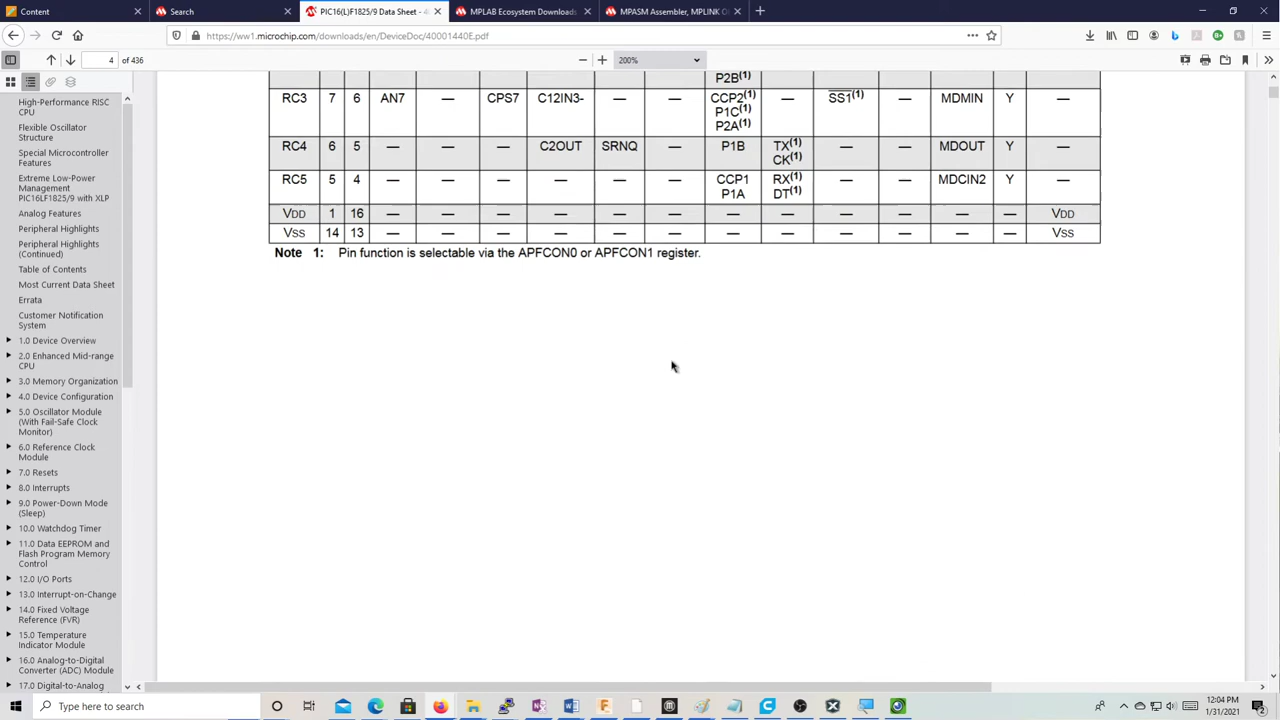 Content
Search
PIC16(L)F1825/9 Data Sheet - 4
MPLAB Ecosystem Downloads
MPASM Assembler, MPLINK O
https://ww1.microchip.com/downloads/en/DeviceDoc/40001440E.pdf
4 of 436
200%
High-Performance RISC
CPU
Flexible Oscillator
Structure
Special Microcontroller
Features
Extreme Low-Power
Management
PIC16LF1825/9 with XLP
Analog Features
Peripheral Highlights
Peripheral Highlights
(Continued)
Table of Contents
Most Current Data Sheet
Errata
Customer Notification
System
1.0 Device Overview
2.0 Enhanced Mid-range
CPU
3.0 Memory Organization
4.0 Device Configuration
5.0 Oscillator Module
(With Fail-Safe Clock
Monitor)
6.0 Reference Clock
Module
7.0 Resets
8.0 Interrupts
9.0 Power-Down Mode
(Sleep)
10.0 Watchdog Timer
11.0 Data EEPROM and
Flash Program Memory
Control
12.0 I/O Ports
13.0 Interrupt-on-Change
14.0 Fixed Voltage
Reference (FVR)
15.0 Temperature
Indicator Module
16.0 Analog-to-Digital
Converter (ADC) Module
17.0 Digital-to-Analog
P2B(1)
RC3 7 6 AN7 — CPS7 C12IN3- — — CCP2(1) — SS1(1) — MDMIN Y —
P1C(1)
P2A(1)
RC4 6 5 — — — C2OUT SRNQ — P1B TX(1) — — MDOUT Y —
CK(1)
RC5 5 4 — — — — — — CCP1 RX(1) — — MDCIN2 Y —
P1A DT(1)
VDD 1 16 — — — — — — — — — — — — VDD
VSS 14 13 — — — — — — — — — — — — VSS
Note 1: Pin function is selectable via the APFCON0 or APFCON1 register.
Type here to search
12:04 PM
1/31/2021
2